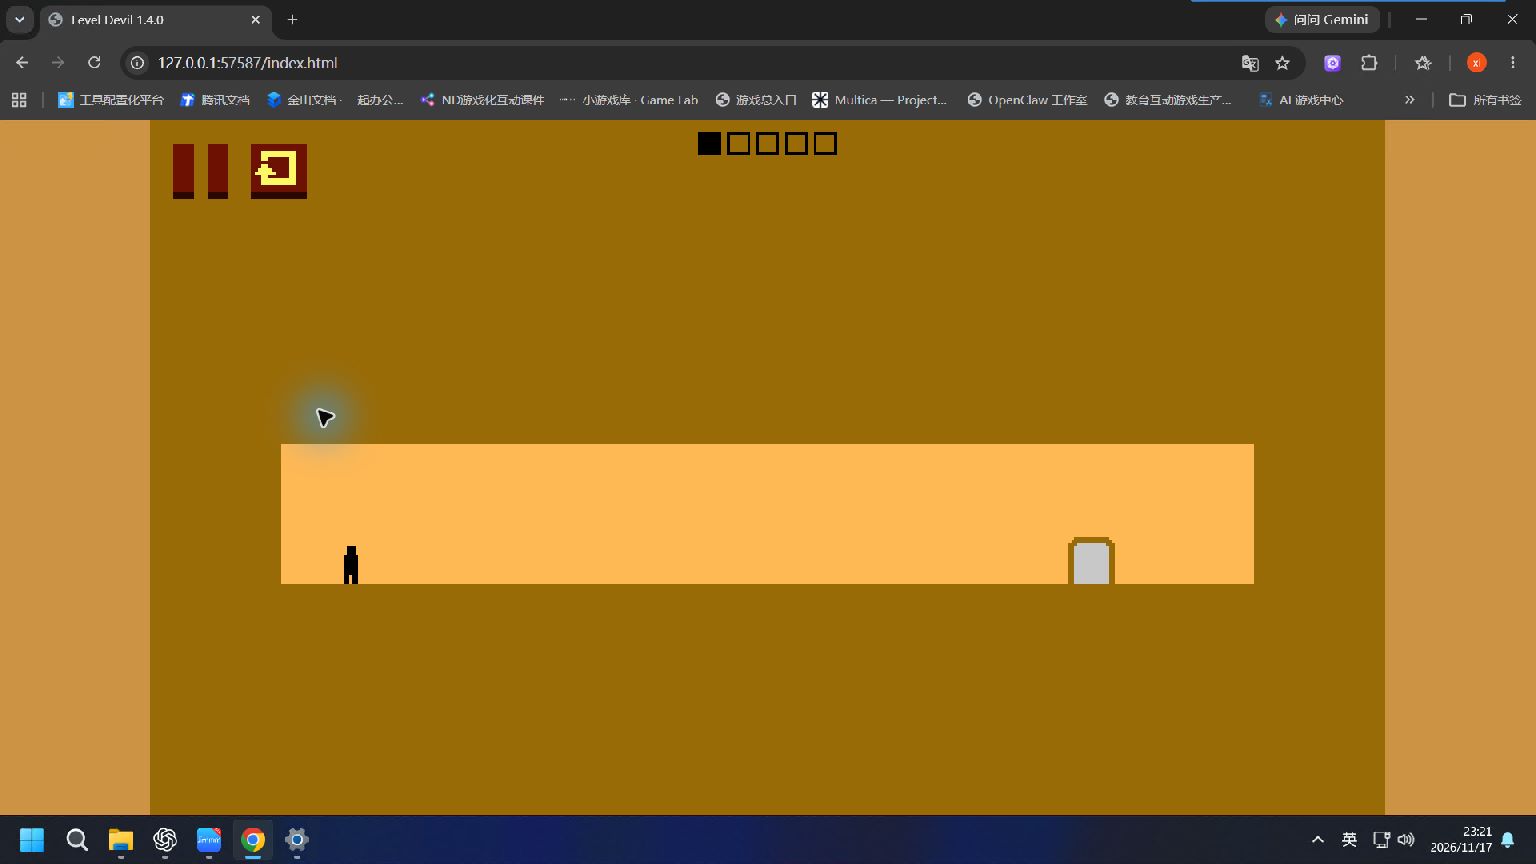 Level Devil 1.4.0
问问 Gemini
127.0.0.1:57587/index.html
xi
工具配置化平台
腾讯文档
金山文档 · 起办公...
ND游戏化互动课件
小游戏库 · Game Lab
游戏总入口
Multica — Project...
OpenClaw 工作室
教育互动游戏生产...
AI 游戏中心
所有书签
英
23:21
2026/11/17